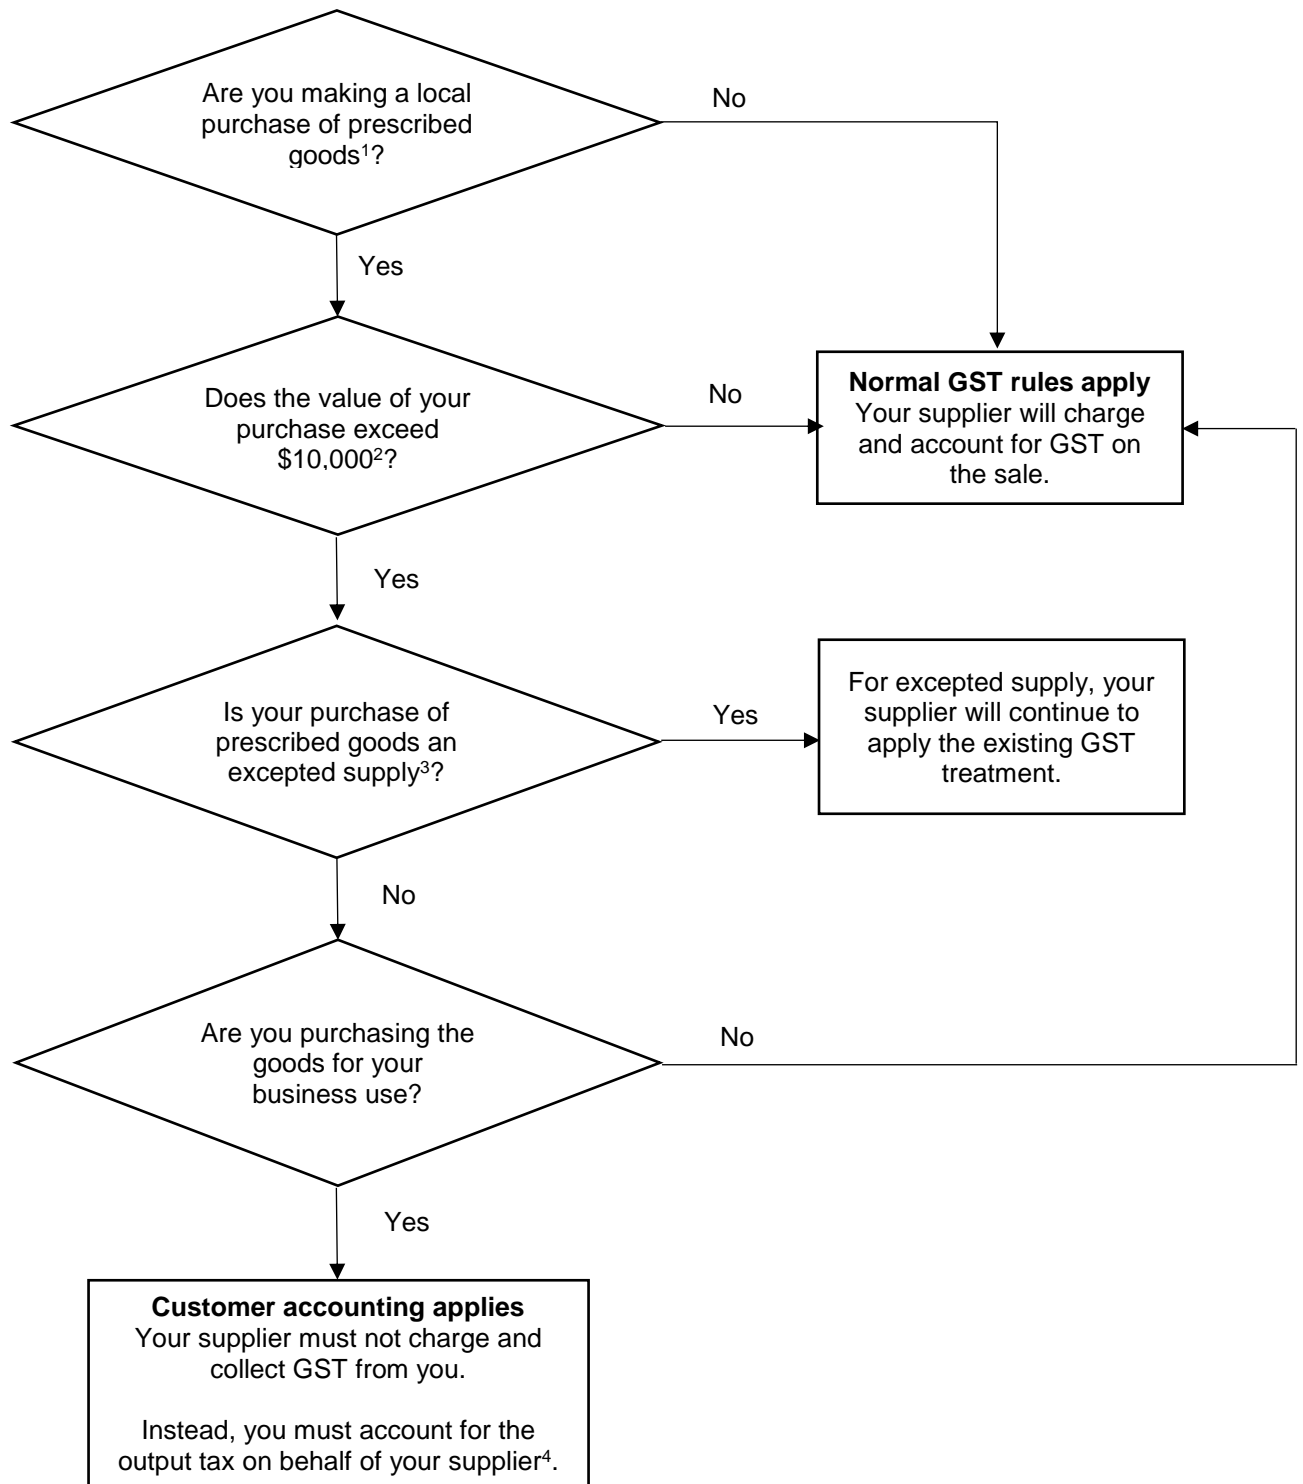 Are you making a local
purchase of prescribed
goods¹?
No
Yes
Does the value of your
purchase exceed
$10,000²?
No
Normal GST rules apply
Your supplier will charge
and account for GST on
the sale.
Yes
Is your purchase of
prescribed goods an
excepted supply³?
Yes
For excepted supply, your
supplier will continue to
apply the existing GST
treatment.
No
Are you purchasing the
goods for your
business use?
No
Yes
Customer accounting applies
Your supplier must not charge and
collect GST from you.
Instead, you must account for the
output tax on behalf of your supplier⁴.